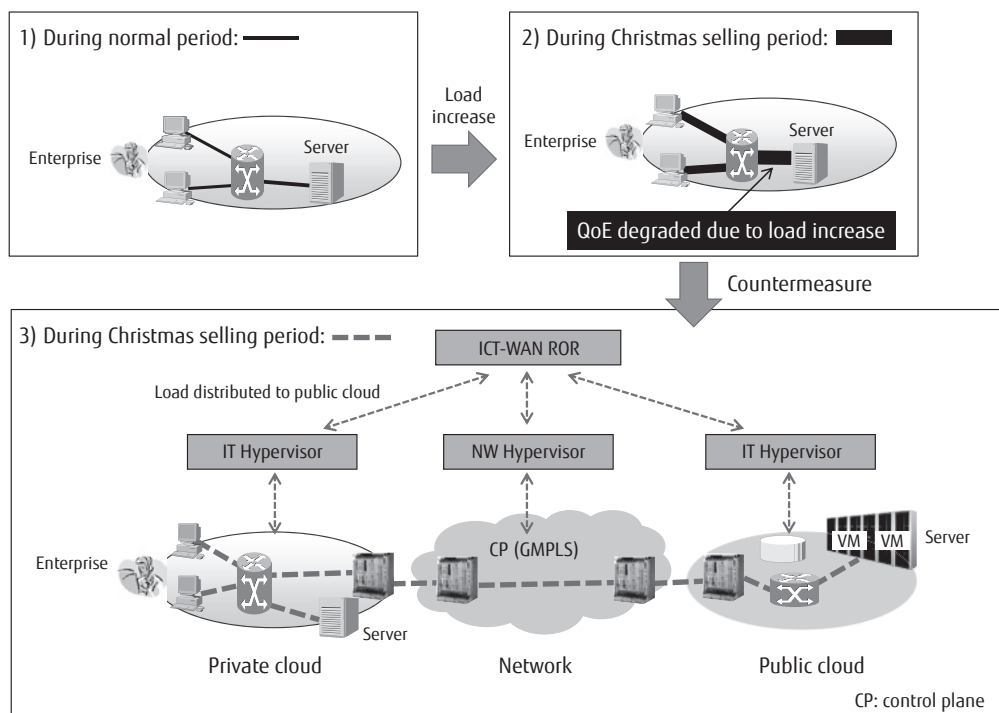 1) During normal period:
Enterprise
Server
Load
increase
2) During Christmas selling period:
Enterprise
Server
QoE degraded due to load increase
Countermeasure
3) During Christmas selling period:
ICT-WAN ROR
Load distributed to public cloud
IT Hypervisor
NW Hypervisor
IT Hypervisor
Enterprise
Server
CP (GMPLS)
VM VM
Server
Private cloud
Network
Public cloud
CP: control plane